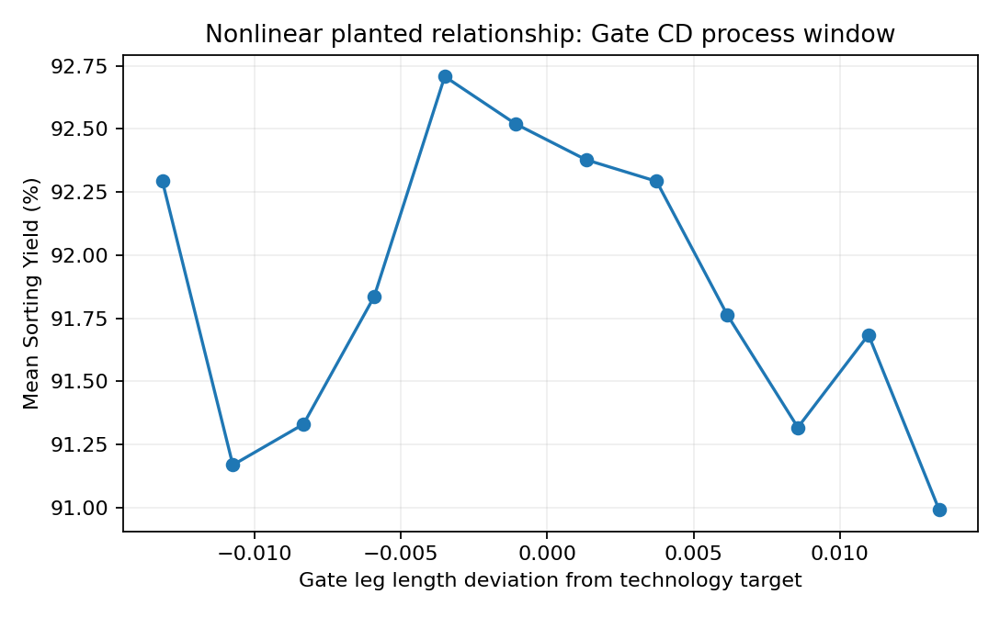 Nonlinear planted relationship: Gate CD process window
92.75
92.50
92.25
92.00
91.75
91.50
91.25
91.00
Mean Sorting Yield (%)
−0.010 −0.005 0.000 0.005 0.010
Gate leg length deviation from technology target